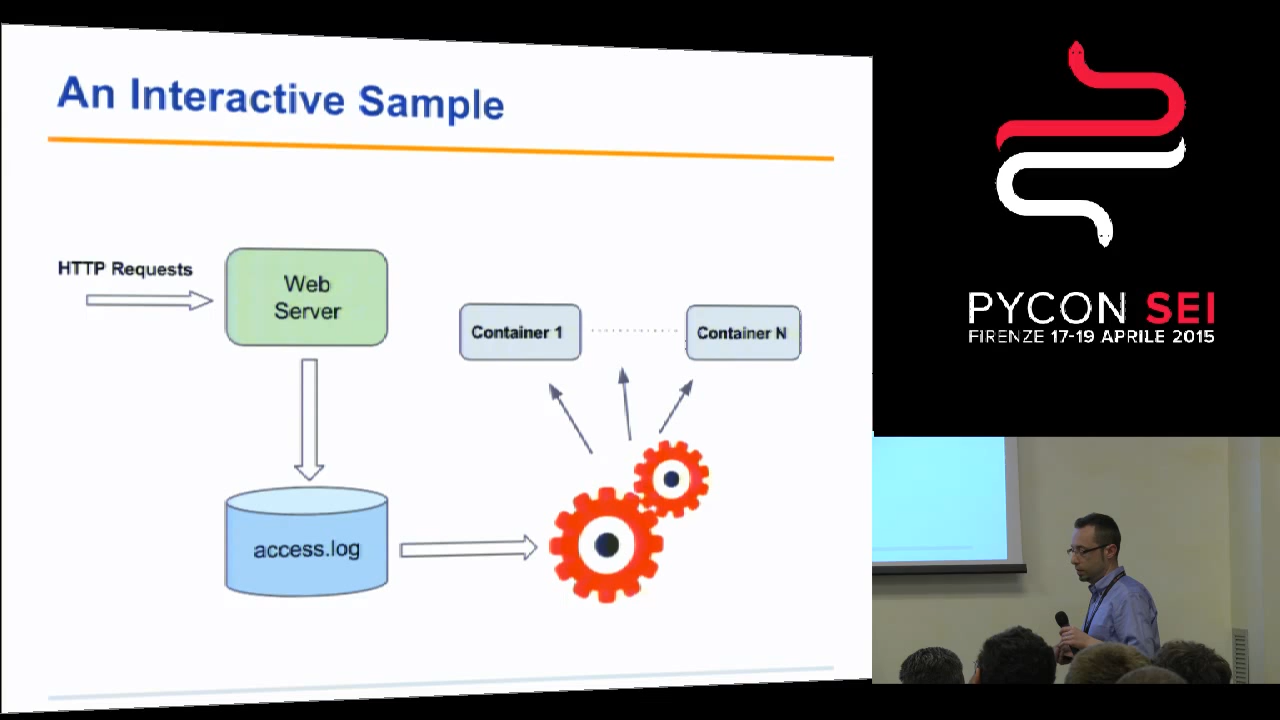 An Interactive Sample
HTTP Requests
Web
Server
Container 1
Container N
access.log
PYCON SEI
FIRENZE 17-19 APRILE 2015